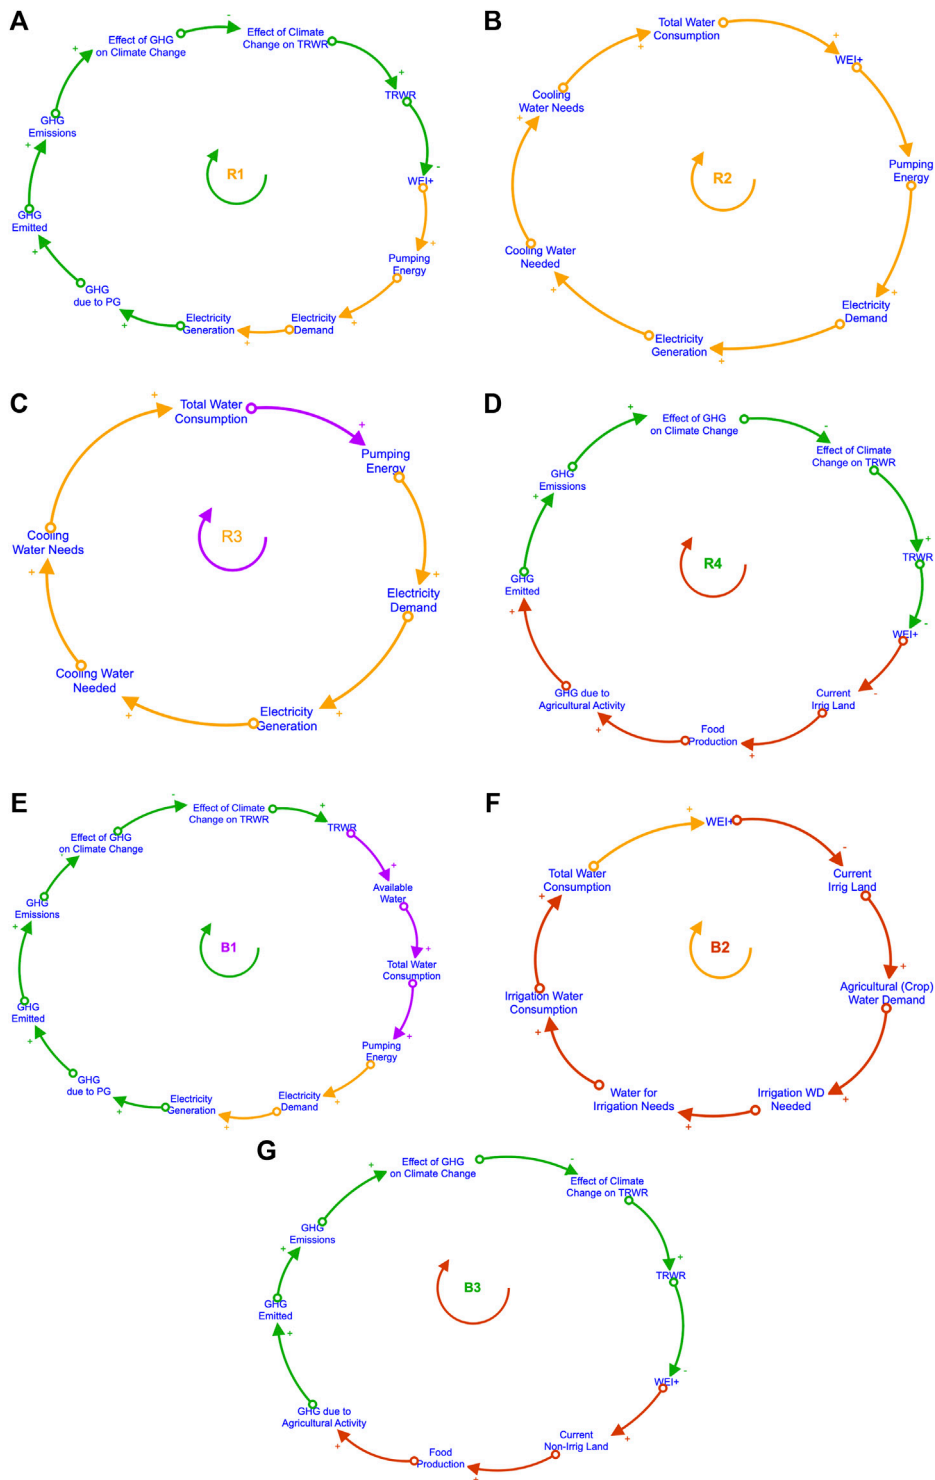 A
Effect of GHG
on Climate Change
-
Effect of Climate
Change on TRWR
+
TRWR
-
WEI+
+
Pumping
Energy
+
Electricity
Demand
+
Electricity
Generation
+
GHG
due to PG
+
GHG
Emitted
+
GHG
Emissions
+
R1
B
Total Water
Consumption
+
WEI+
+
Pumping
Energy
+
Electricity
Demand
+
Electricity
Generation
+
Cooling Water
Needed
+
Cooling
Water Needs
+
R2
C
Total Water
Consumption
+
Pumping
Energy
+
Electricity
Demand
+
Electricity
Generation
+
Cooling Water
Needed
+
Cooling
Water Needs
+
R3
D
Effect of GHG
on Climate Change
-
Effect of Climate
Change on TRWR
+
TRWR
-
WEI+
-
Current
Irrig Land
+
Food
Production
+
GHG due to
Agricultural Activity
+
GHG
Emitted
+
GHG
Emissions
+
R4
E
Effect of Climate
Change on TRWR
+
TRWR
+
Available
Water
+
Total Water
Consumption
+
Pumping
Energy
+
Electricity
Demand
+
Electricity
Generation
+
GHG
due to PG
+
GHG
Emitted
+
GHG
Emissions
Effect of GHG
on Climate Change
-
B1
F
WEI+
-
Current
Irrig Land
+
Agricultural (Crop)
Water Demand
+
Irrigation WD
Needed
+
Water for
Irrigation Needs
+
Irrigation Water
Consumption
+
Total Water
Consumption
+
B2
G
Effect of GHG
on Climate Change
-
Effect of Climate
Change on TRWR
+
TRWR
-
WEI+
+
Current
Non-Irrig Land
+
Food
Production
+
GHG due to
Agricultural Activity
+
GHG
Emitted
+
GHG
Emissions
+
B3